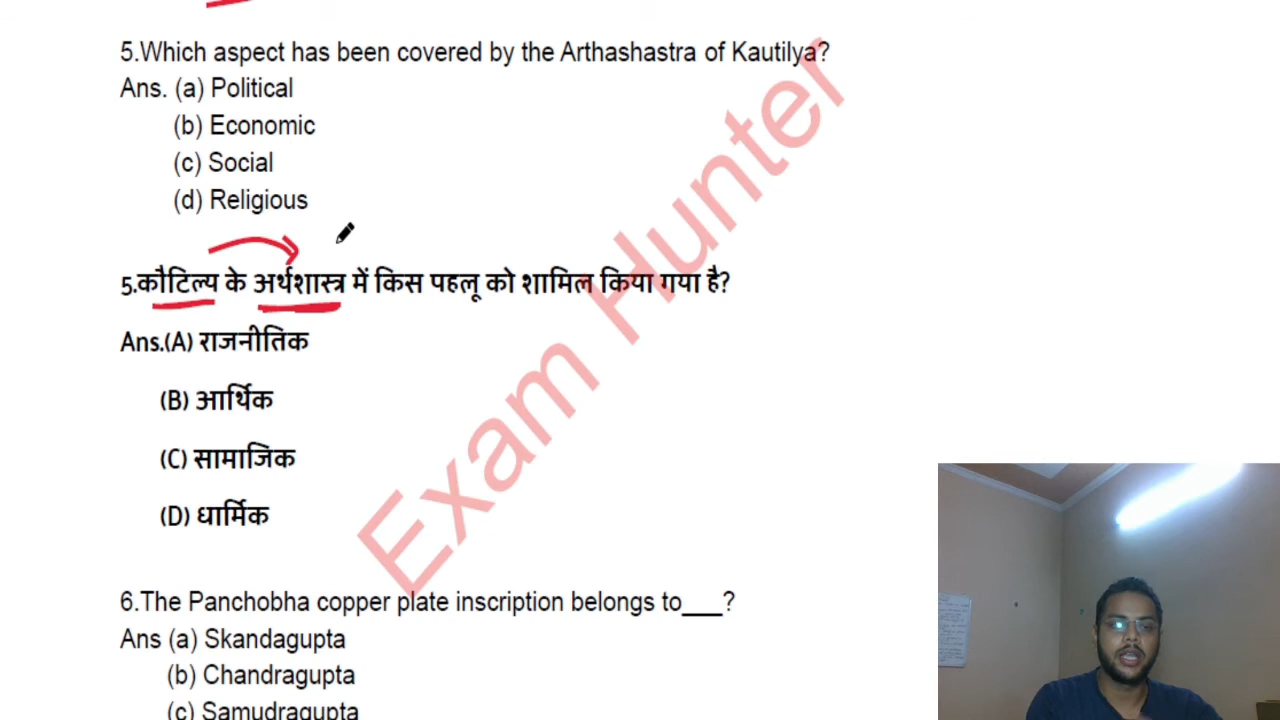 5.Which aspect has been covered by the Arthashastra of Kautilya?
Ans. (a) Political
(b) Economic
(c) Social
(d) Religious
5.कौटिल्य के अर्थशास्त्र में किस पहलू को शामिल किया गया है?
Ans.(A) राजनीतिक
(B) आर्थिक
(C) सामाजिक
(D) धार्मिक
Exam Hunter
6.The Panchobha copper plate inscription belongs to___?
Ans (a) Skandagupta
(b) Chandragupta
(c) Samudragupta